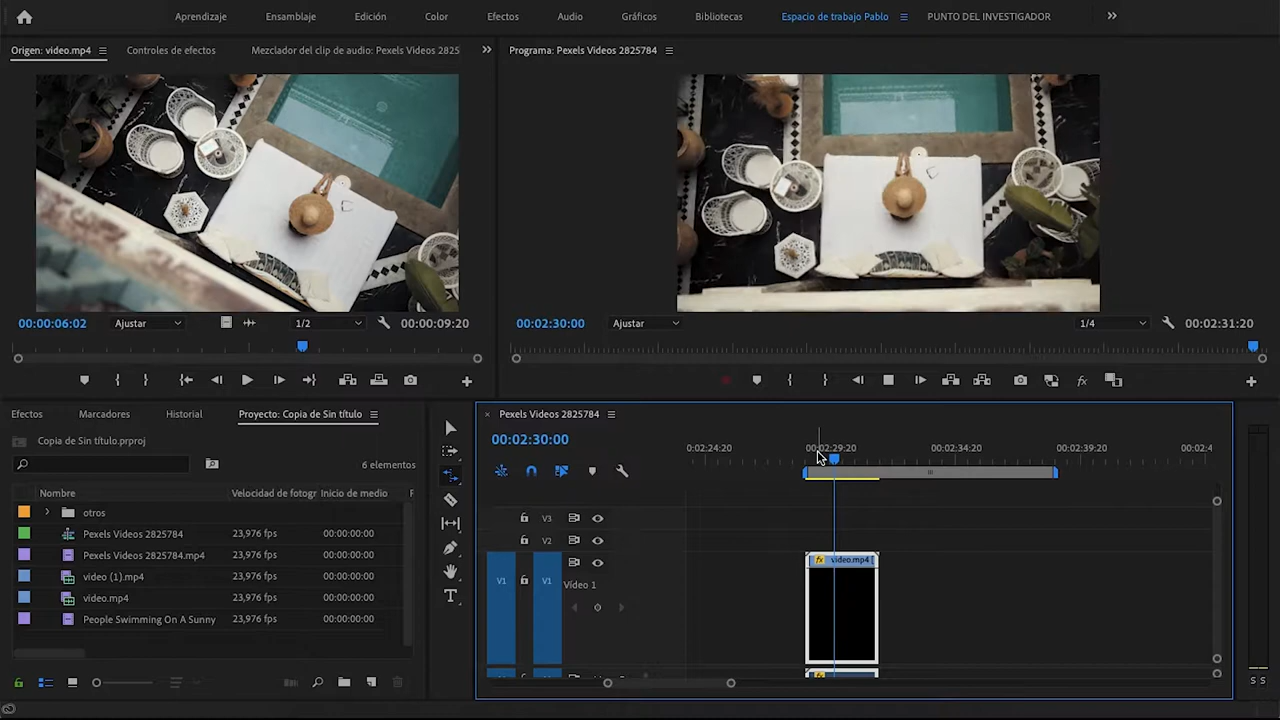 Aprendizaje Ensamblaje Edición Color Efectos Audio Gráficos Bibliotecas Espacio de trabajo Pablo PUNTO DEL INVESTIGADOR
Origen: video.mp4 Controles de efectos Mezclador del clip de audio: Pexels Videos 2825
Programa: Pexels Videos 2825784
00:00:06:02 Ajustar 1/2 00:00:09:20
00:02:30:00 Ajustar 1/4 00:02:31:20
Efectos Marcadores Historial Proyecto: Copia de Sin título
Copia de Sin título.prproj
6 elementos
Nombre Velocidad de fotogr Inicio de medio
otros
Pexels Videos 2825784 23,976 fps 00:00:00:00
Pexels Videos 2825784.mp4 23,976 fps 00:00:00:00
video (1).mp4 23,976 fps 00:00:00:00
video.mp4 23,976 fps 00:00:00:00
People Swimming On A Sunny 23,976 fps 00:00:00:00
Pexels Videos 2825784
00:02:30:00
00:02:24:20 00:02:29:20 00:02:34:20 00:02:39:20 00:02:4
V3
V2
V1 V1 Vídeo 1
fx video.mp4 [
S S